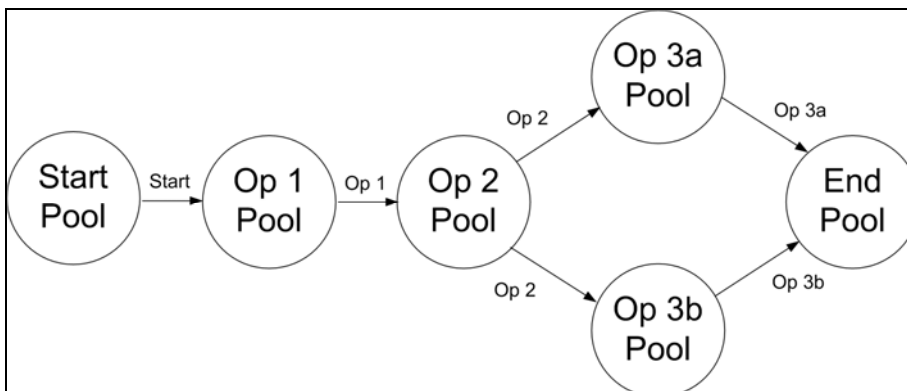 Start
Pool
Start
Op 1
Pool
Op 1
Op 2
Pool
Op 2
Op 2
Op 3a
Pool
Op 3b
Pool
Op 3a
Op 3b
End
Pool